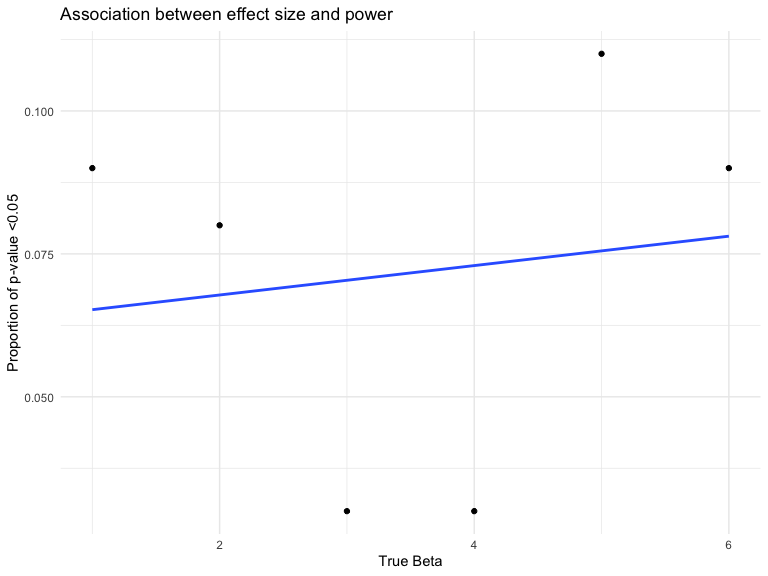 Association between effect size and power
Proportion of p-value <0.05
0.100
0.075
0.050
2
4
6
True Beta